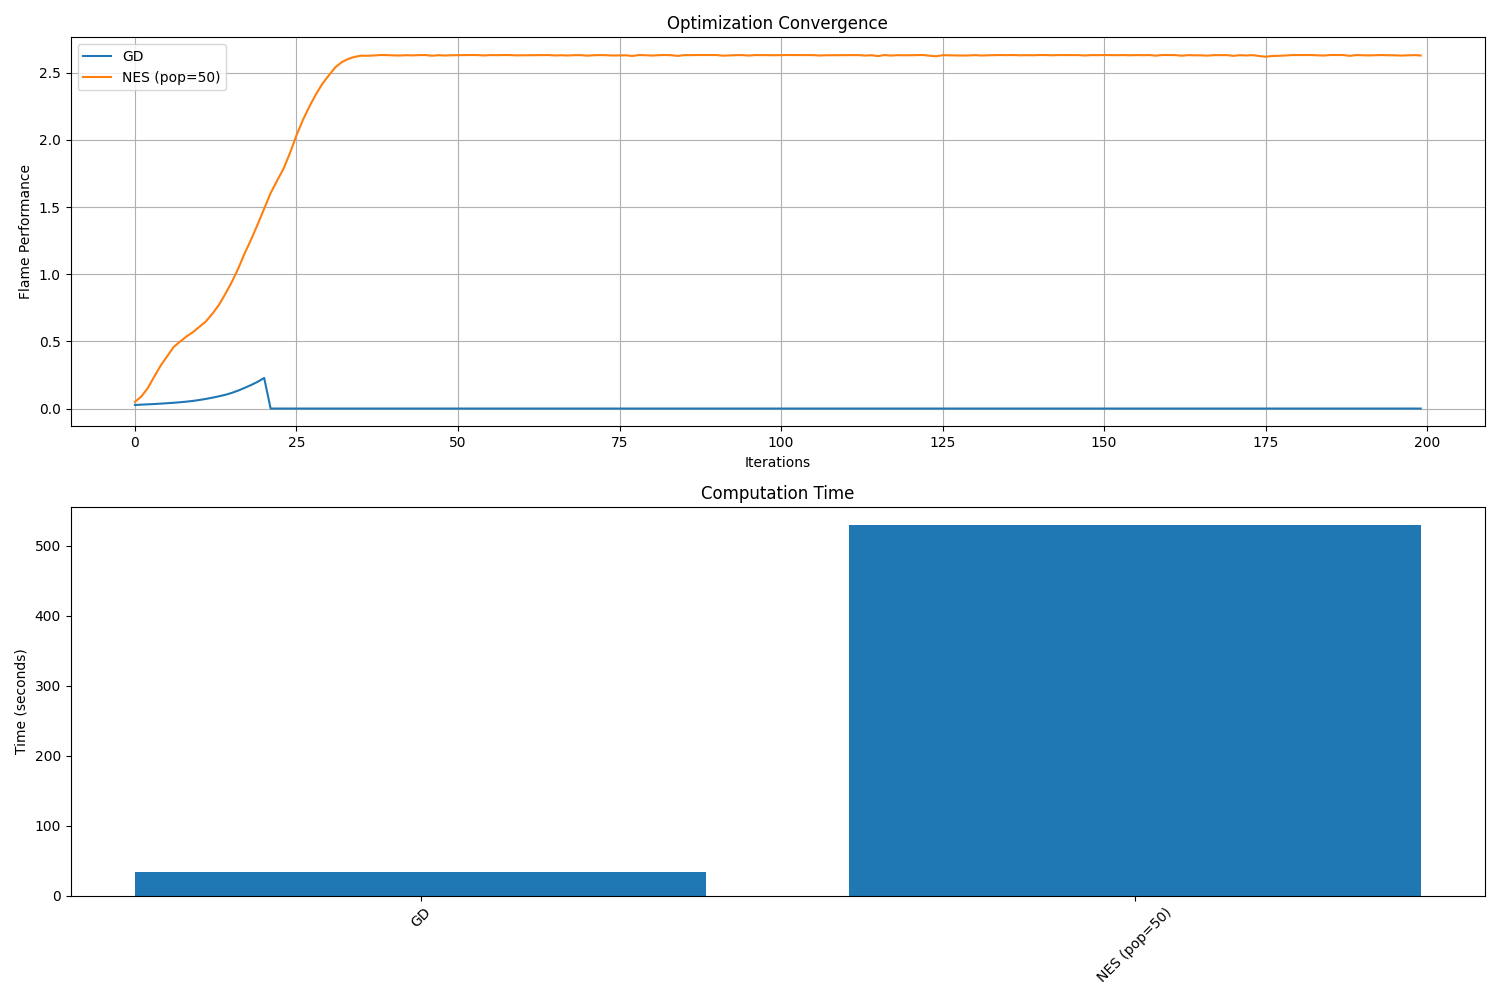 Optimization Convergence
GD
NES (pop=50)
Flame Performance
2.5
2.0
1.5
1.0
0.5
0.0
0 25 50 75 100 125 150 175 200
Iterations
Computation Time
Time (seconds)
500
400
300
200
100
0
GD
NES (pop=50)